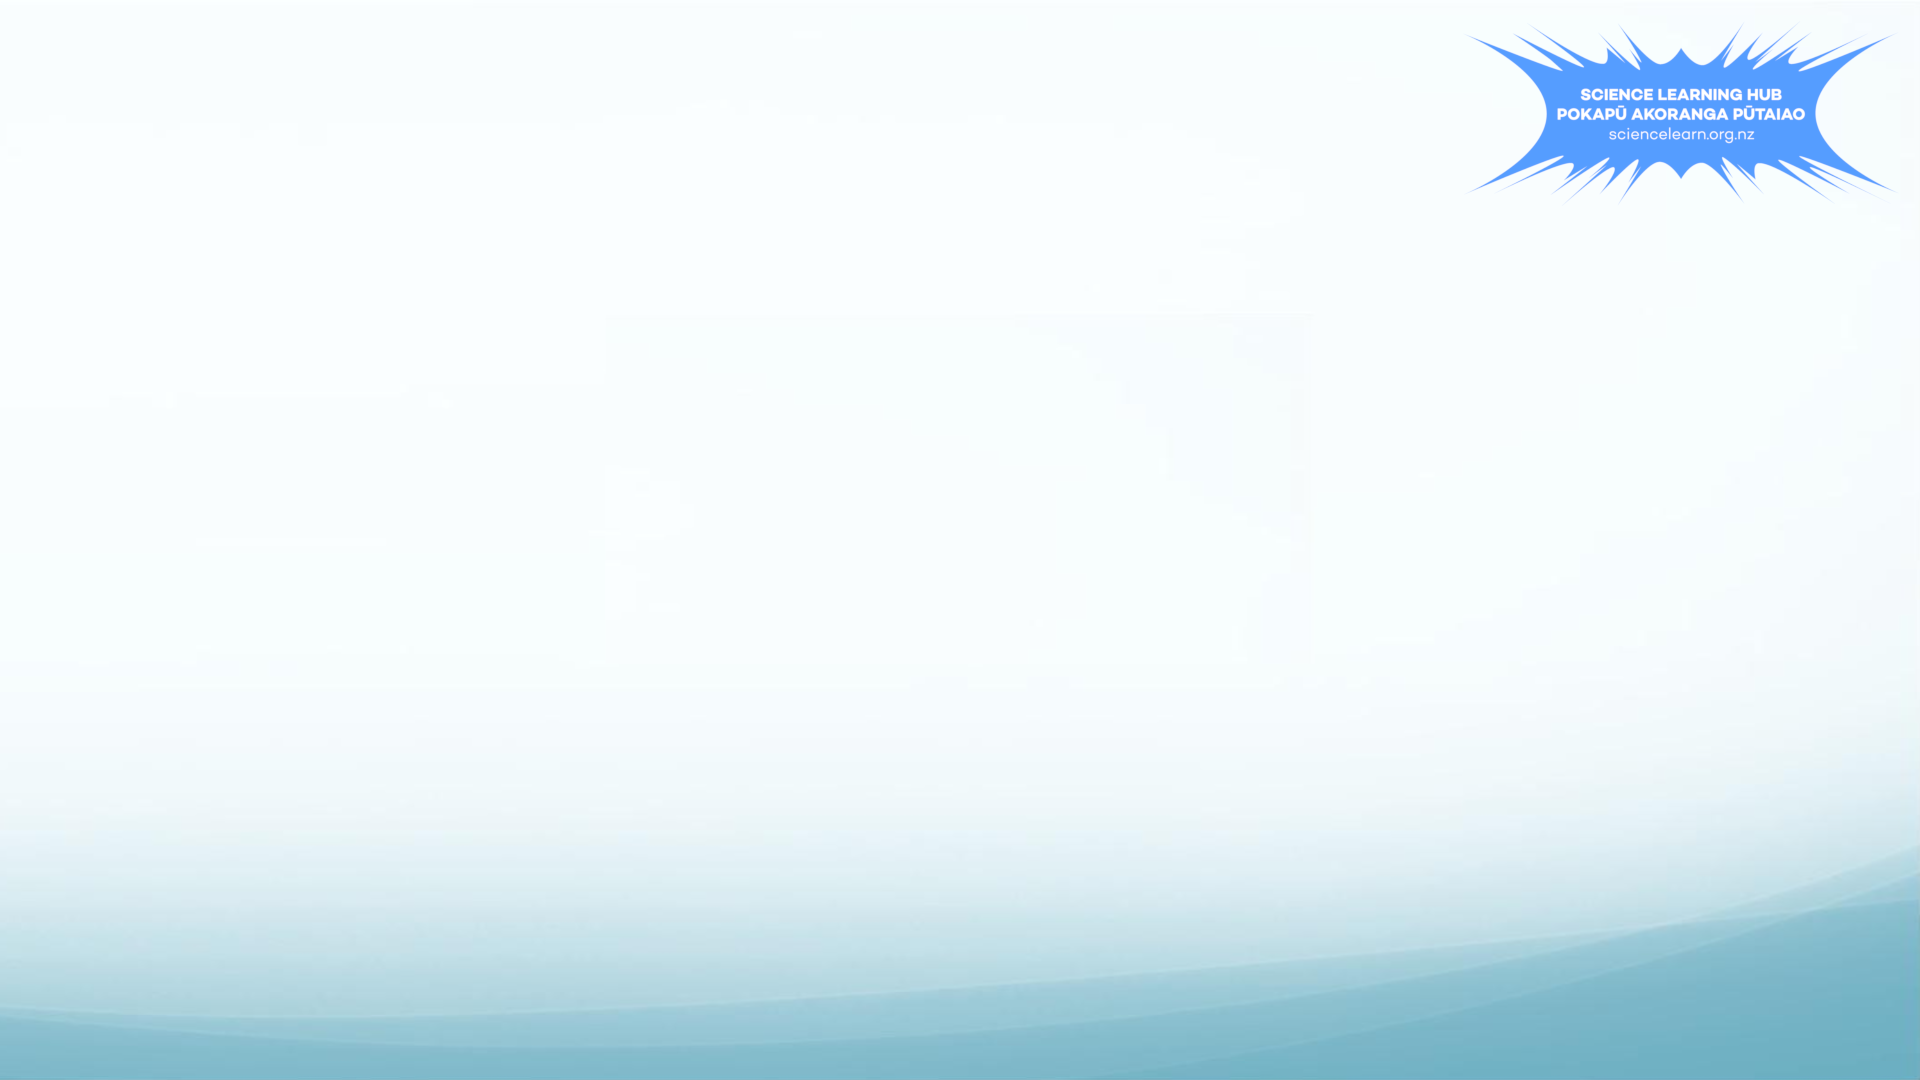 SCIENCE LEARNING HUB
POKAPŪ AKORANGA PŪTAIAO
sciencelearn.org.nz